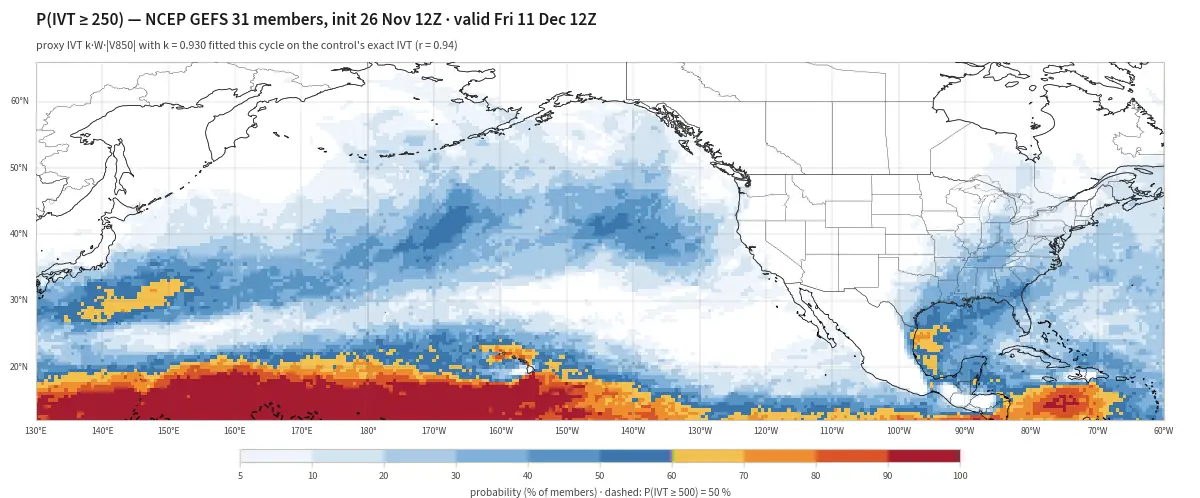 P(IVT ≥ 250) — NCEP GEFS 31 members, init 26 Nov 12Z · valid Fri 11 Dec 12Z
proxy IVT k·W·|V850| with k = 0.930 fitted this cycle on the control's exact IVT (r = 0.94)
60°N
50°N
40°N
30°N
20°N
130°E 140°E 150°E 160°E 170°E 180° 170°W 160°W 150°W 140°W 130°W 120°W 110°W 100°W 90°W 80°W 70°W 60°W
5 10 20 30 40 50 60 70 80 90 100
probability (% of members) · dashed: P(IVT ≥ 500) = 50 %